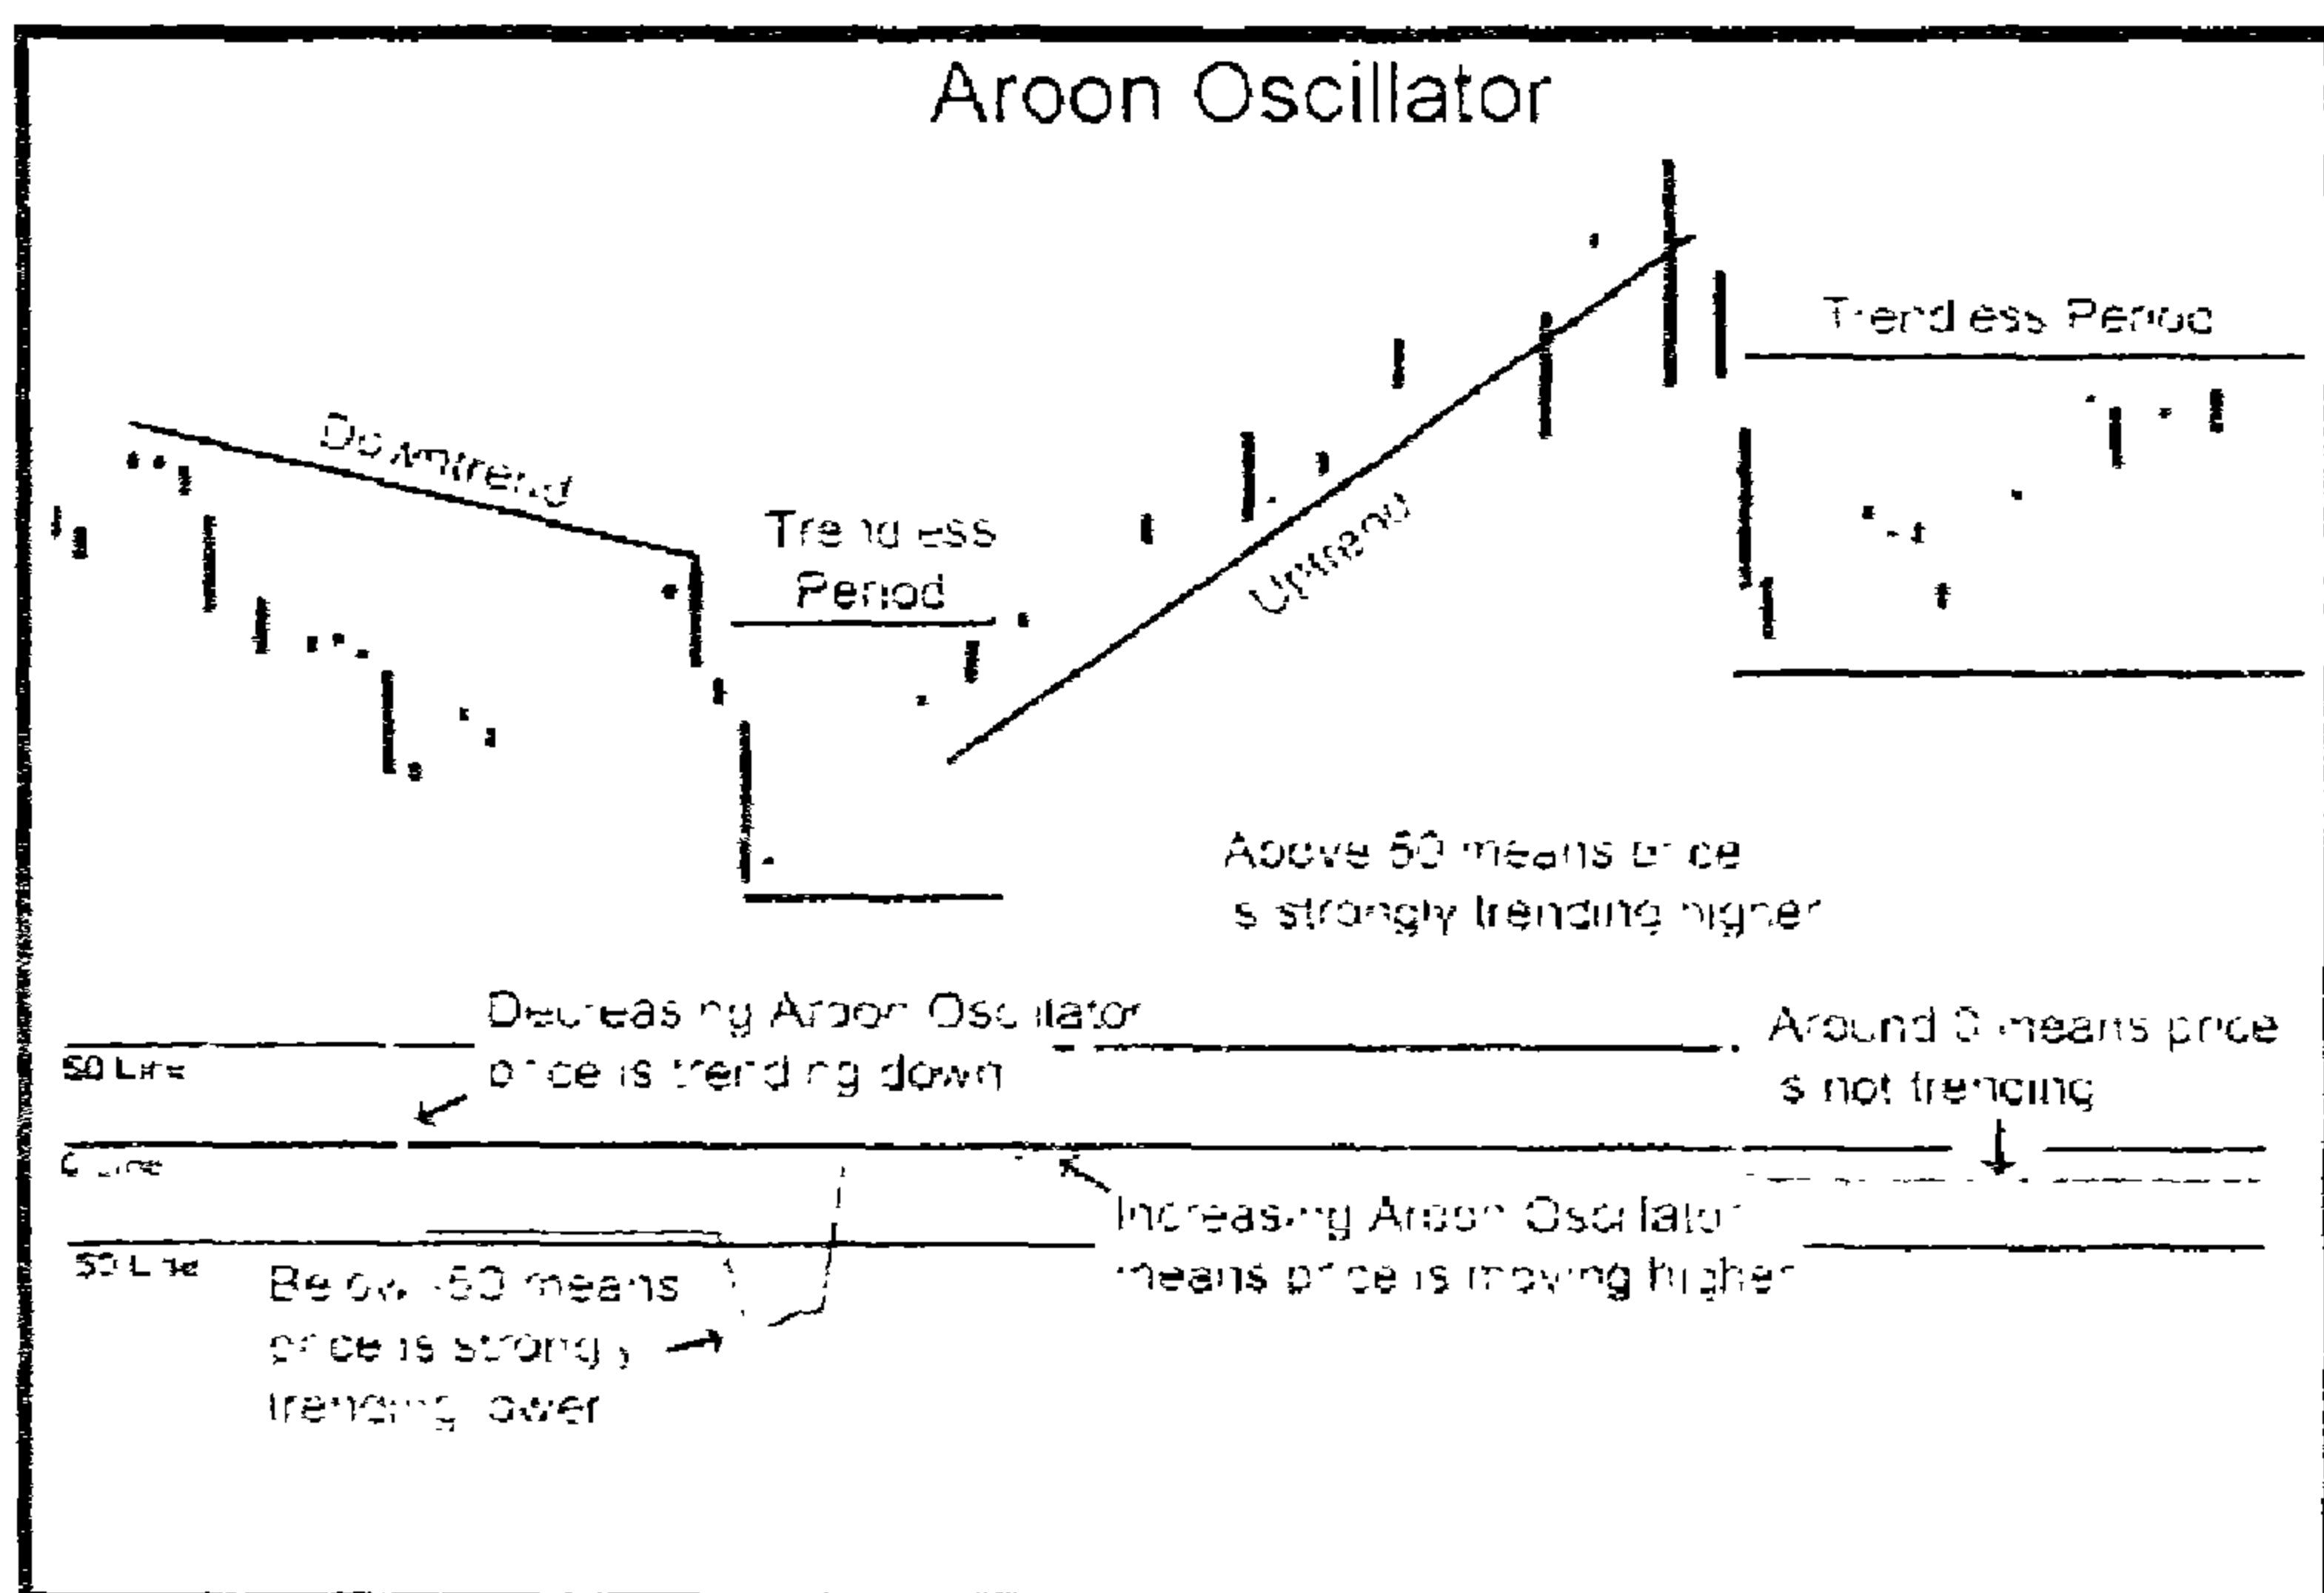 Aroon Oscillator
Downtrend
Trendless
Period
Uptrend
Trendless Period
Above 50 means price
is strongly trending higher
Decreasing Aroon Oscillator
price is trending down
50 Line
Around 0 means price
is not trending
0 Line
Increasing Aroon Oscillator
means price is moving higher
50 Line
Below -50 means
price is strongly
trending lower